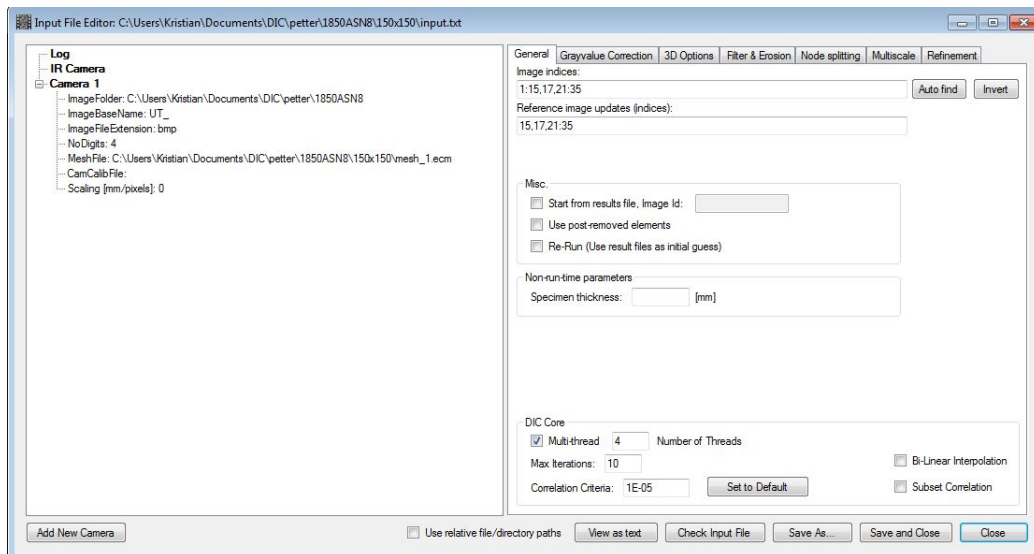 Input File Editor: C:\Users\Kristian\Documents\DIC\petter\1850ASN8\150x150\input.txt
Log
IR Camera
Camera 1
ImageFolder: C:\Users\Kristian\Documents\DIC\petter\1850ASN8
ImageBaseName: UT_
ImageFileExtension: bmp
NoDigits: 4
MeshFile: C:\Users\Kristian\Documents\DIC\petter\1850ASN8\150x150\mesh_1.ecm
CamCalibFile:
Scaling [mm/pixels]: 0
General Grayvalue Correction 3D Options Filter & Erosion Node splitting Multiscale Refinement
Image indices:
1:15,17,21:35 Auto find Invert
Reference image updates (indices):
15,17,21:35
Misc.
Start from results file, Image Id:
Use post-removed elements
Re-Run (Use result files as initial guess)
Non-run-time parameters
Specimen thickness: [mm]
DIC Core
Multi-thread 4 Number of Threads
Max Iterations: 10 Bi-Linear Interpolation
Correlation Criteria: 1E-05 Set to Default Subset Correlation
Add New Camera Use relative file/directory paths View as text Check Input File Save As... Save and Close Close